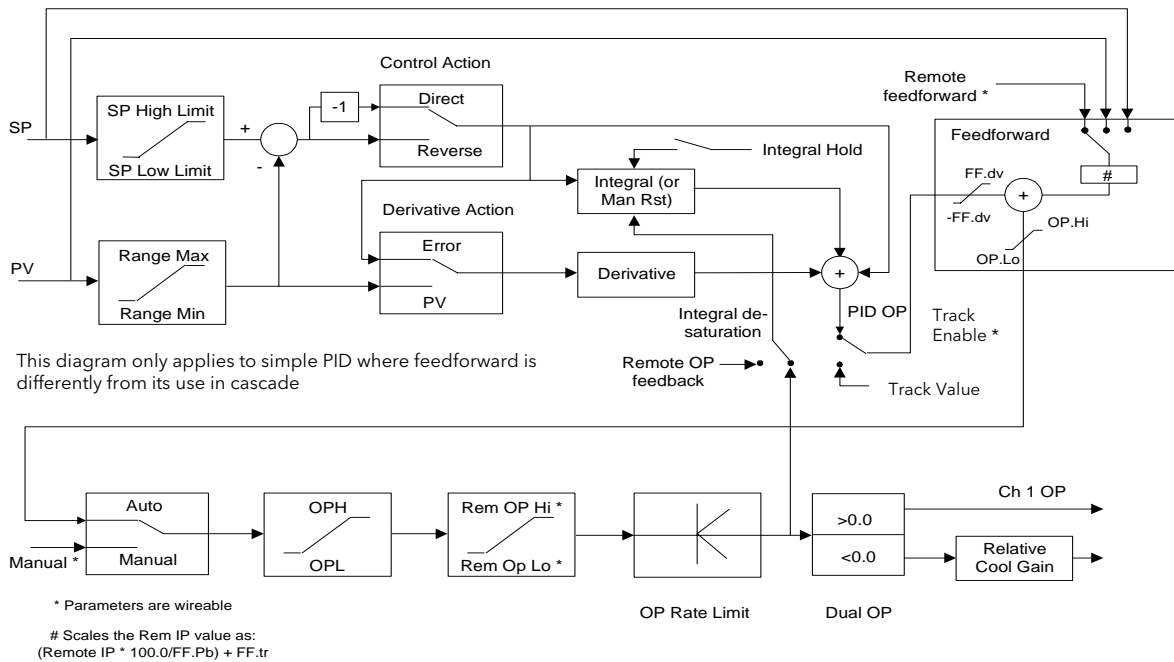 Control Action
SP
SP High Limit
SP Low Limit
+
-
-1
Direct
Reverse
Remote
feedforward *
Feedforward
#
FF.dv
-FF.dv
+
OP.Hi
OP.Lo
Integral Hold
Integral (or
Man Rst)
Derivative Action
PV
Range Max
Range Min
Error
PV
Derivative
+
PID OP
Track
Enable *
Integral de-
saturation
Remote OP
feedback
Track Value
This diagram only applies to simple PID where feedforward is
differently from its use in cascade
Auto
Manual *
Manual
OPH
OPL
Rem OP Hi *
Rem Op Lo *
OP Rate Limit
>0.0
<0.0
Dual OP
Ch 1 OP
Relative
Cool Gain
* Parameters are wireable
# Scales the Rem IP value as:
(Remote IP * 100.0/FF.Pb) + FF.tr